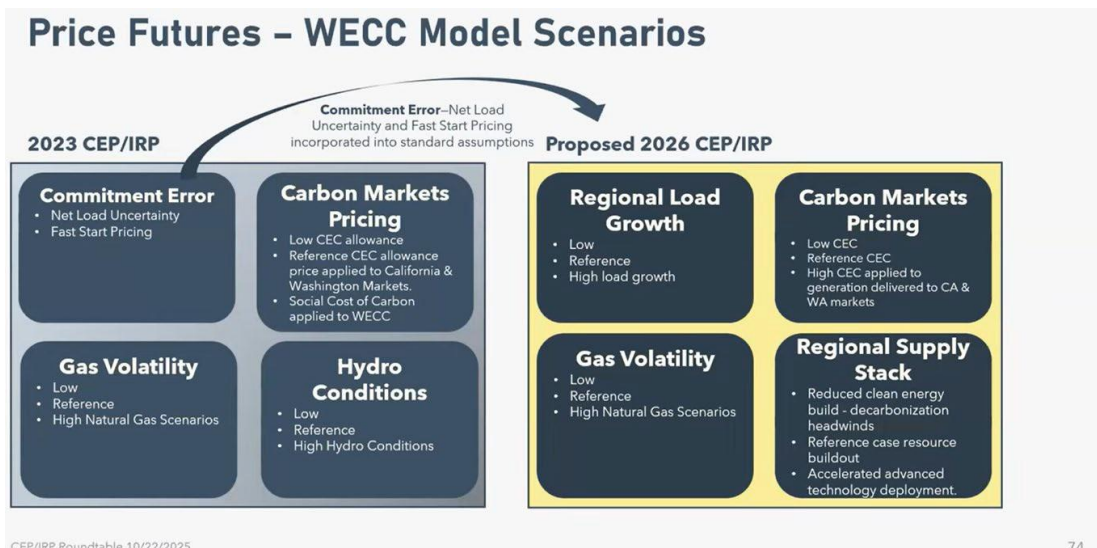 Price Futures – WECC Model Scenarios
Commitment Error—Net Load
Uncertainty and Fast Start Pricing
incorporated into standard assumptions
2023 CEP/IRP
Commitment Error
• Net Load Uncertainty
• Fast Start Pricing
Carbon Markets
Pricing
• Low CEC allowance
• Reference CEC allowance
price applied to California &
Washington Markets.
• Social Cost of Carbon
applied to WECC
Gas Volatility
• Low
• Reference
• High Natural Gas Scenarios
Hydro
Conditions
• Low
• Reference
• High Hydro Conditions
Proposed 2026 CEP/IRP
Regional Load
Growth
• Low
• Reference
• High load growth
Carbon Markets
Pricing
• Low CEC
• Reference CEC
• High CEC applied to
generation delivered to CA &
WA markets
Gas Volatility
• Low
• Reference
• High Natural Gas Scenarios
Regional Supply
Stack
• Reduced clean energy
build - decarbonization
headwinds
• Reference case resource
buildout
• Accelerated advanced
technology deployment.
CEP/IRP Roundtable 10/22/2025
74